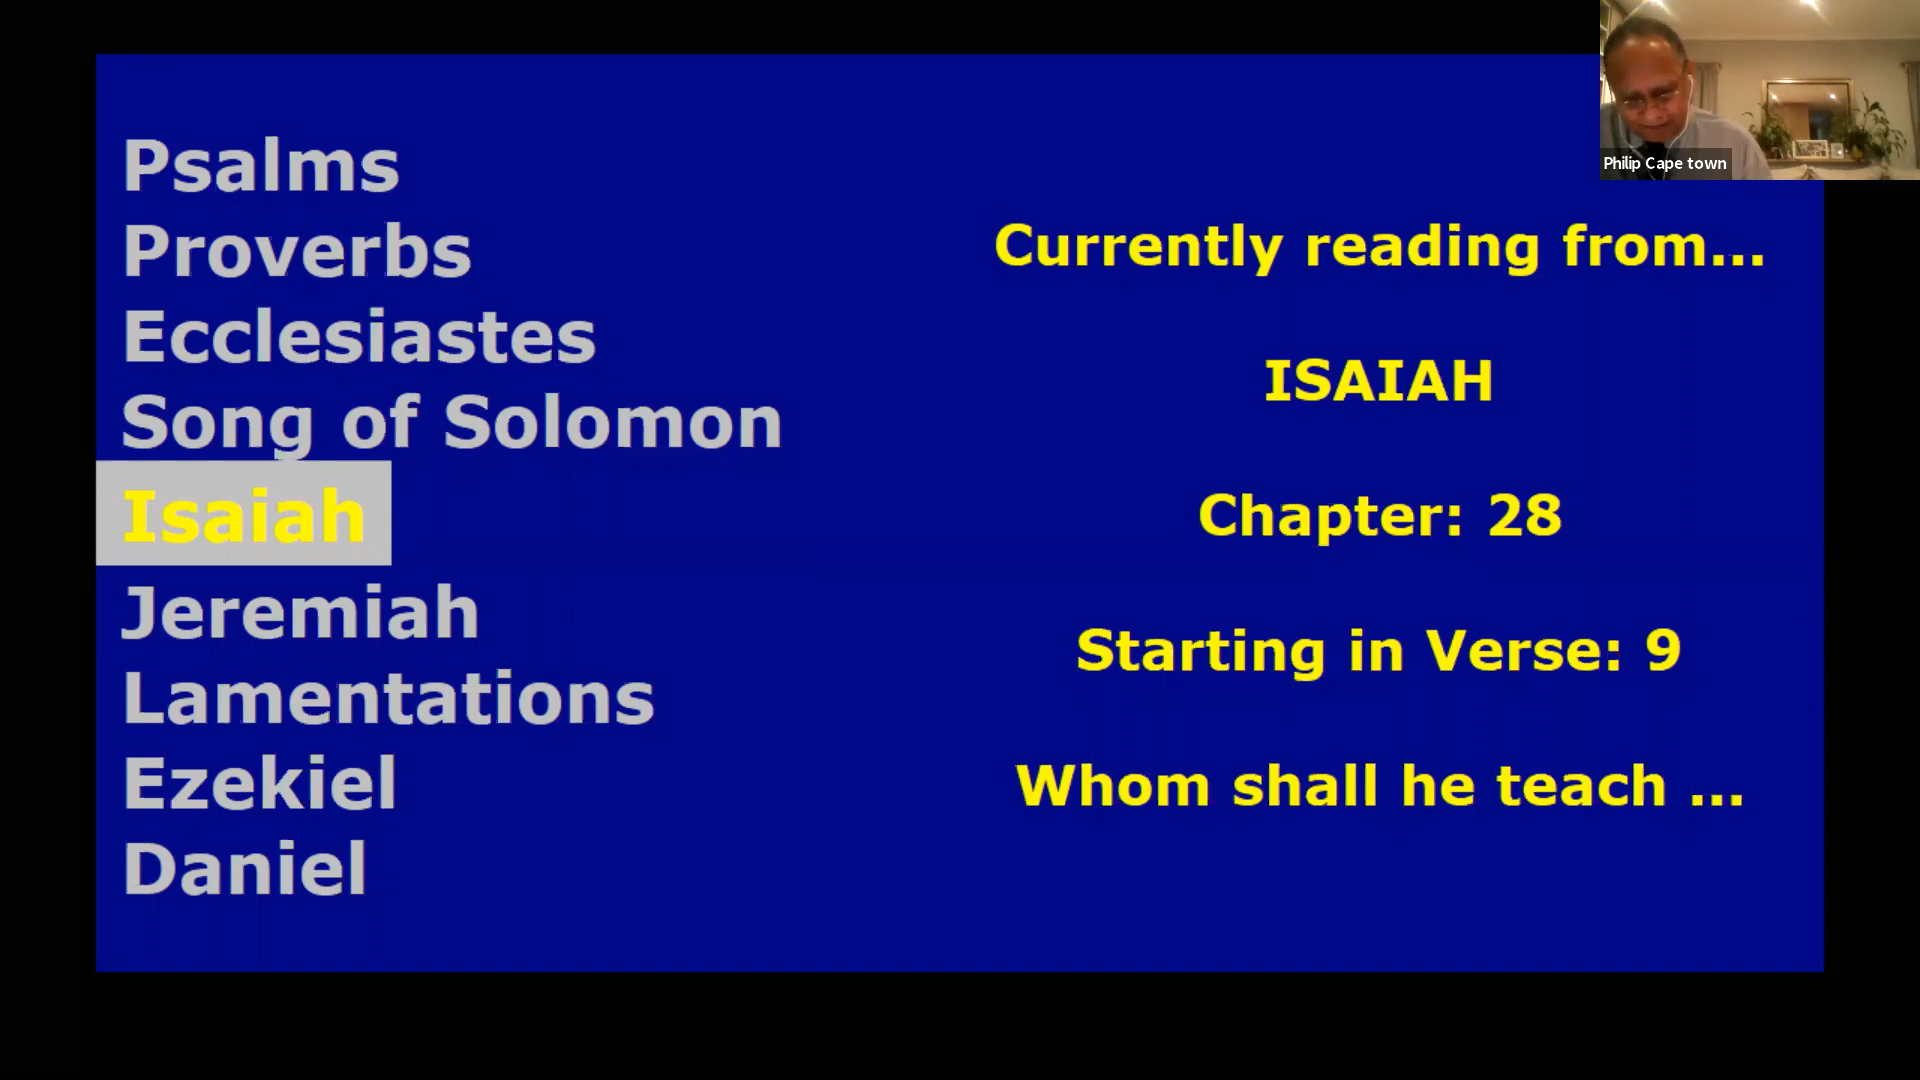 Psalms
Proverbs
Ecclesiastes
Song of Solomon
Isaiah
Jeremiah
Lamentations
Ezekiel
Daniel
Currently reading from...
ISAIAH
Chapter: 28
Starting in Verse: 9
Whom shall he teach ...
Philip Cape town